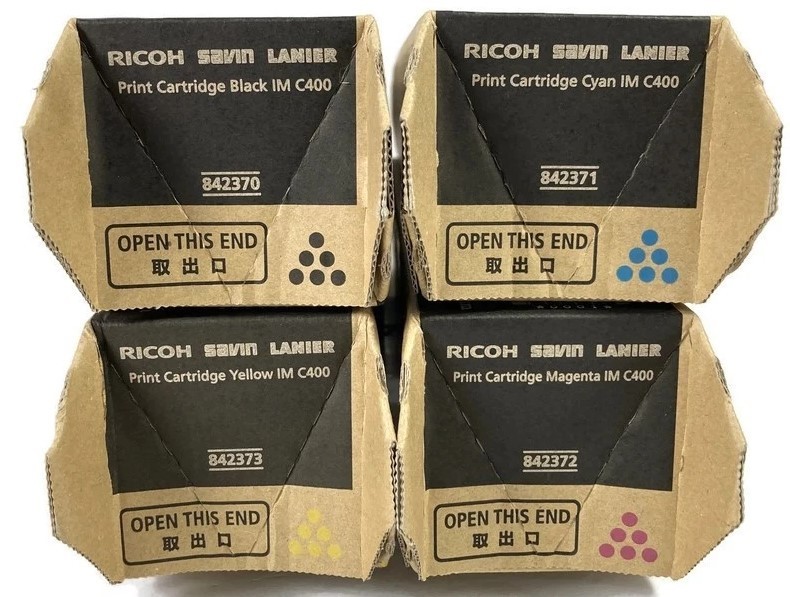 RICOH savin LANIER
Print Cartridge Black IM C400
842370
OPEN THIS END
取出口
RICOH savin LANIER
Print Cartridge Cyan IM C400
842371
OPEN THIS END
取出口
RICOH savin LANIER
Print Cartridge Yellow IM C400
842373
OPEN THIS END
取出口
RICOH savin LANIER
Print Cartridge Magenta IM C400
842372
OPEN THIS END
取出口